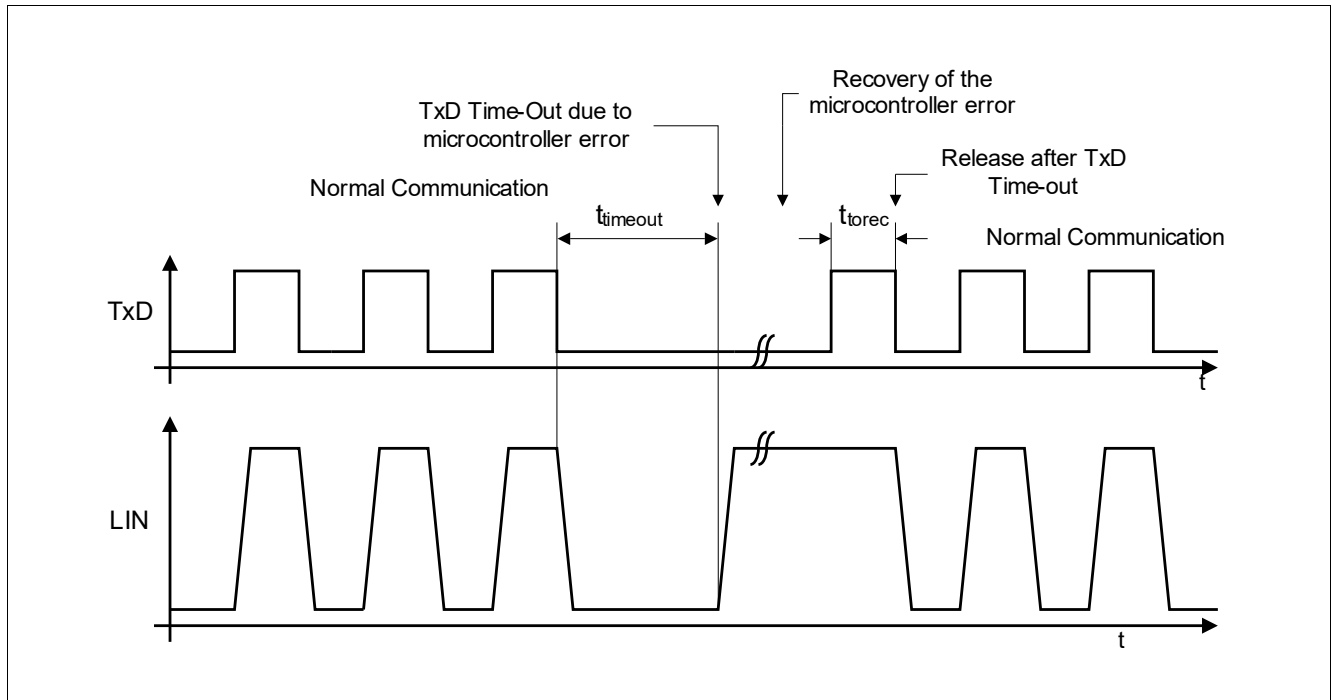 Recovery of the
microcontroller error
TxD Time-Out due to
microcontroller error
Release after TxD
Time-out
Normal Communication
ttimeout
ttorec
Normal Communication
TxD
t
LIN
t